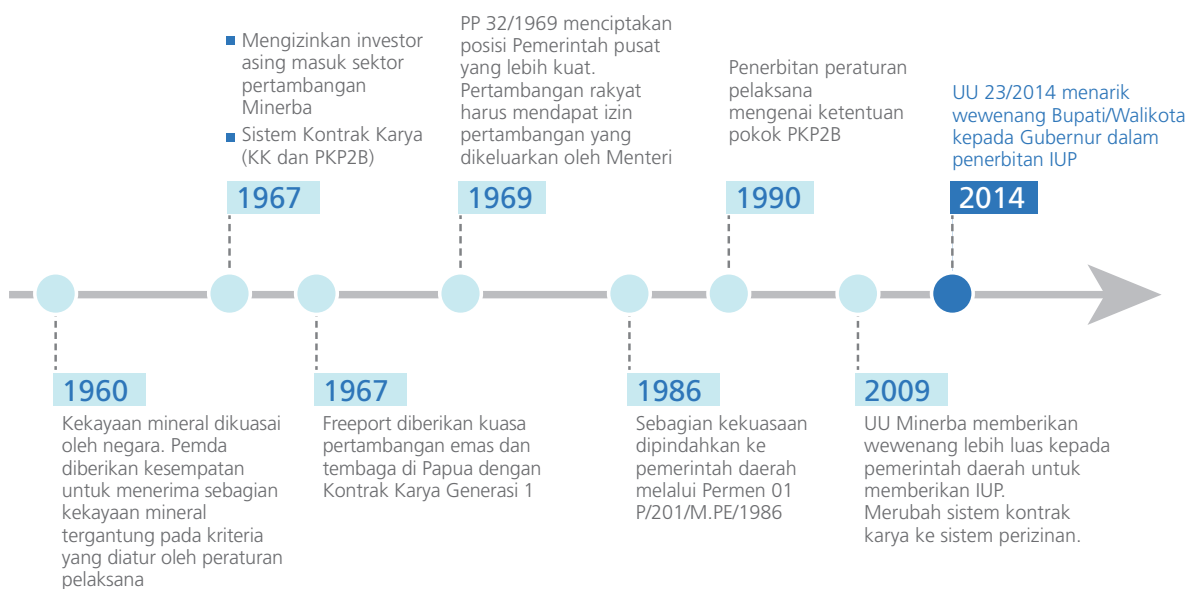 Mengizinkan investor
asing masuk sektor
pertambangan
Minerba
Sistem Kontrak Karya
(KK dan PKP2B)
1967
PP 32/1969 menciptakan
posisi Pemerintah pusat
yang lebih kuat.
Pertambangan rakyat
harus mendapat izin
pertambangan yang
dikeluarkan oleh Menteri
1969
Penerbitan peraturan
pelaksana
mengenai ketentuan
pokok PKP2B
1990
UU 23/2014 menarik
wewenang Bupati/Walikota
kepada Gubernur dalam
penerbitan IUP
2014
1960
Kekayaan mineral dikuasai
oleh negara. Pemda
diberikan kesempatan
untuk menerima sebagian
kekayaan mineral
tergantung pada kriteria
yang diatur oleh peraturan
pelaksana
1967
Freeport diberikan kuasa
pertambangan emas dan
tembaga di Papua dengan
Kontrak Karya Generasi 1
1986
Sebagian kekuasaan
dipindahkan ke
pemerintah daerah
melalui Permen 01
P/201/M.PE/1986
2009
UU Minerba memberikan
wewenang lebih luas kepada
pemerintah daerah untuk
memberikan IUP.
Merubah sistem kontrak
karya ke sistem perizinan.